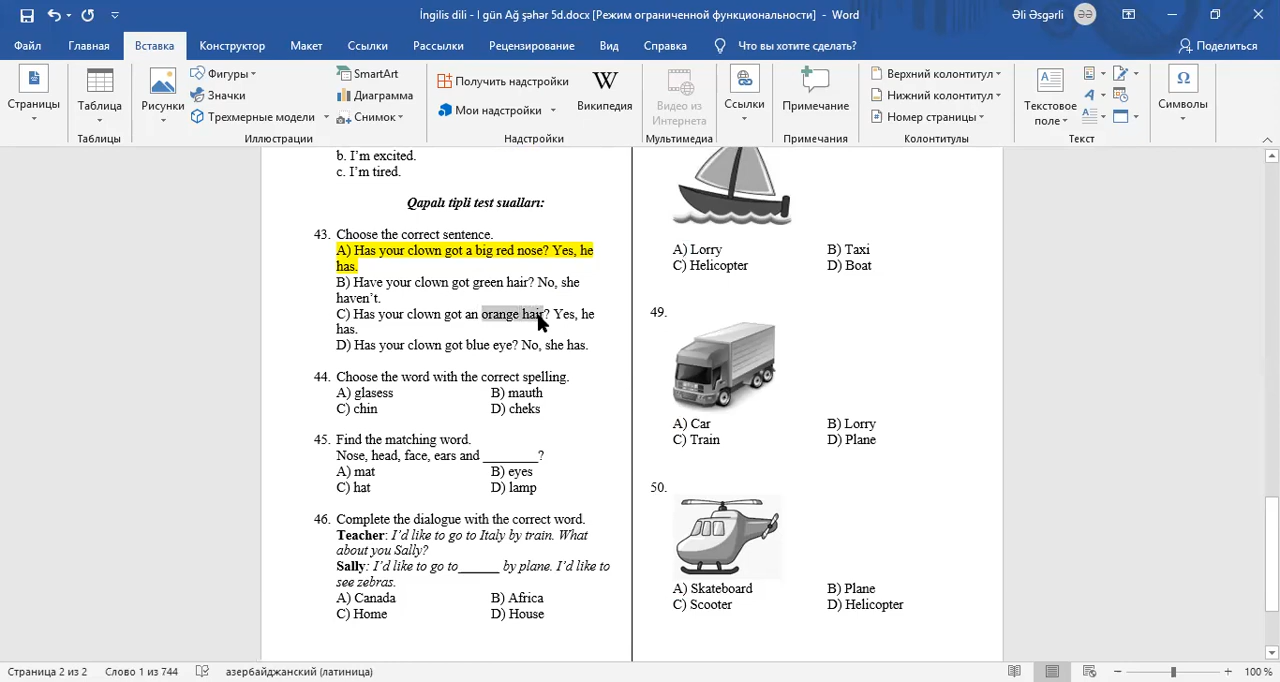 İngilis dili - I gün Ağ şəhər 5d.docx [Режим ограниченной функциональности] - Word
Əli Əsgərli
ƏƏ
Файл Главная Вставка Конструктор Макет Ссылки Рассылки Рецензирование Вид Справка Что вы хотите сделать? Поделиться
Страницы
Таблица
Таблицы
Рисунки
Фигуры
Значки
Трехмерные модели
SmartArt
Диаграмма
Снимок
Иллюстрации
Получить надстройки
Мои надстройки
W
Википедия
Надстройки
Видео из
Интернета
Мультимедиа
Ссылки
Примечание
Примечания
Верхний колонтитул
Нижний колонтитул
Номер страницы
Колонтитулы
Текстовое
поле
Текст
Символы
b. I’m excited.
c. I’m tired.
Qapalı tipli test sualları:
43. Choose the correct sentence.
A) Has your clown got a big red nose? Yes, he
has.
B) Have your clown got green hair? No, she
haven’t.
C) Has your clown got an orange hair? Yes, he
has.
D) Has your clown got blue eye? No, she has.
44. Choose the word with the correct spelling.
A) glasess B) mauth
C) chin D) cheks
45. Find the matching word.
Nose, head, face, ears and ________?
A) mat B) eyes
C) hat D) lamp
46. Complete the dialogue with the correct word.
Teacher: I’d like to go to Italy by train. What
about you Sally?
Sally: I’d like to go to______ by plane. I’d like to
see zebras.
A) Canada B) Africa
C) Home D) House
A) Lorry B) Taxi
C) Helicopter D) Boat
49.
A) Car B) Lorry
C) Train D) Plane
50.
A) Skateboard B) Plane
C) Scooter D) Helicopter
Страница 2 из 2 Слово 1 из 744 азербайджанский (латиница) 100 %